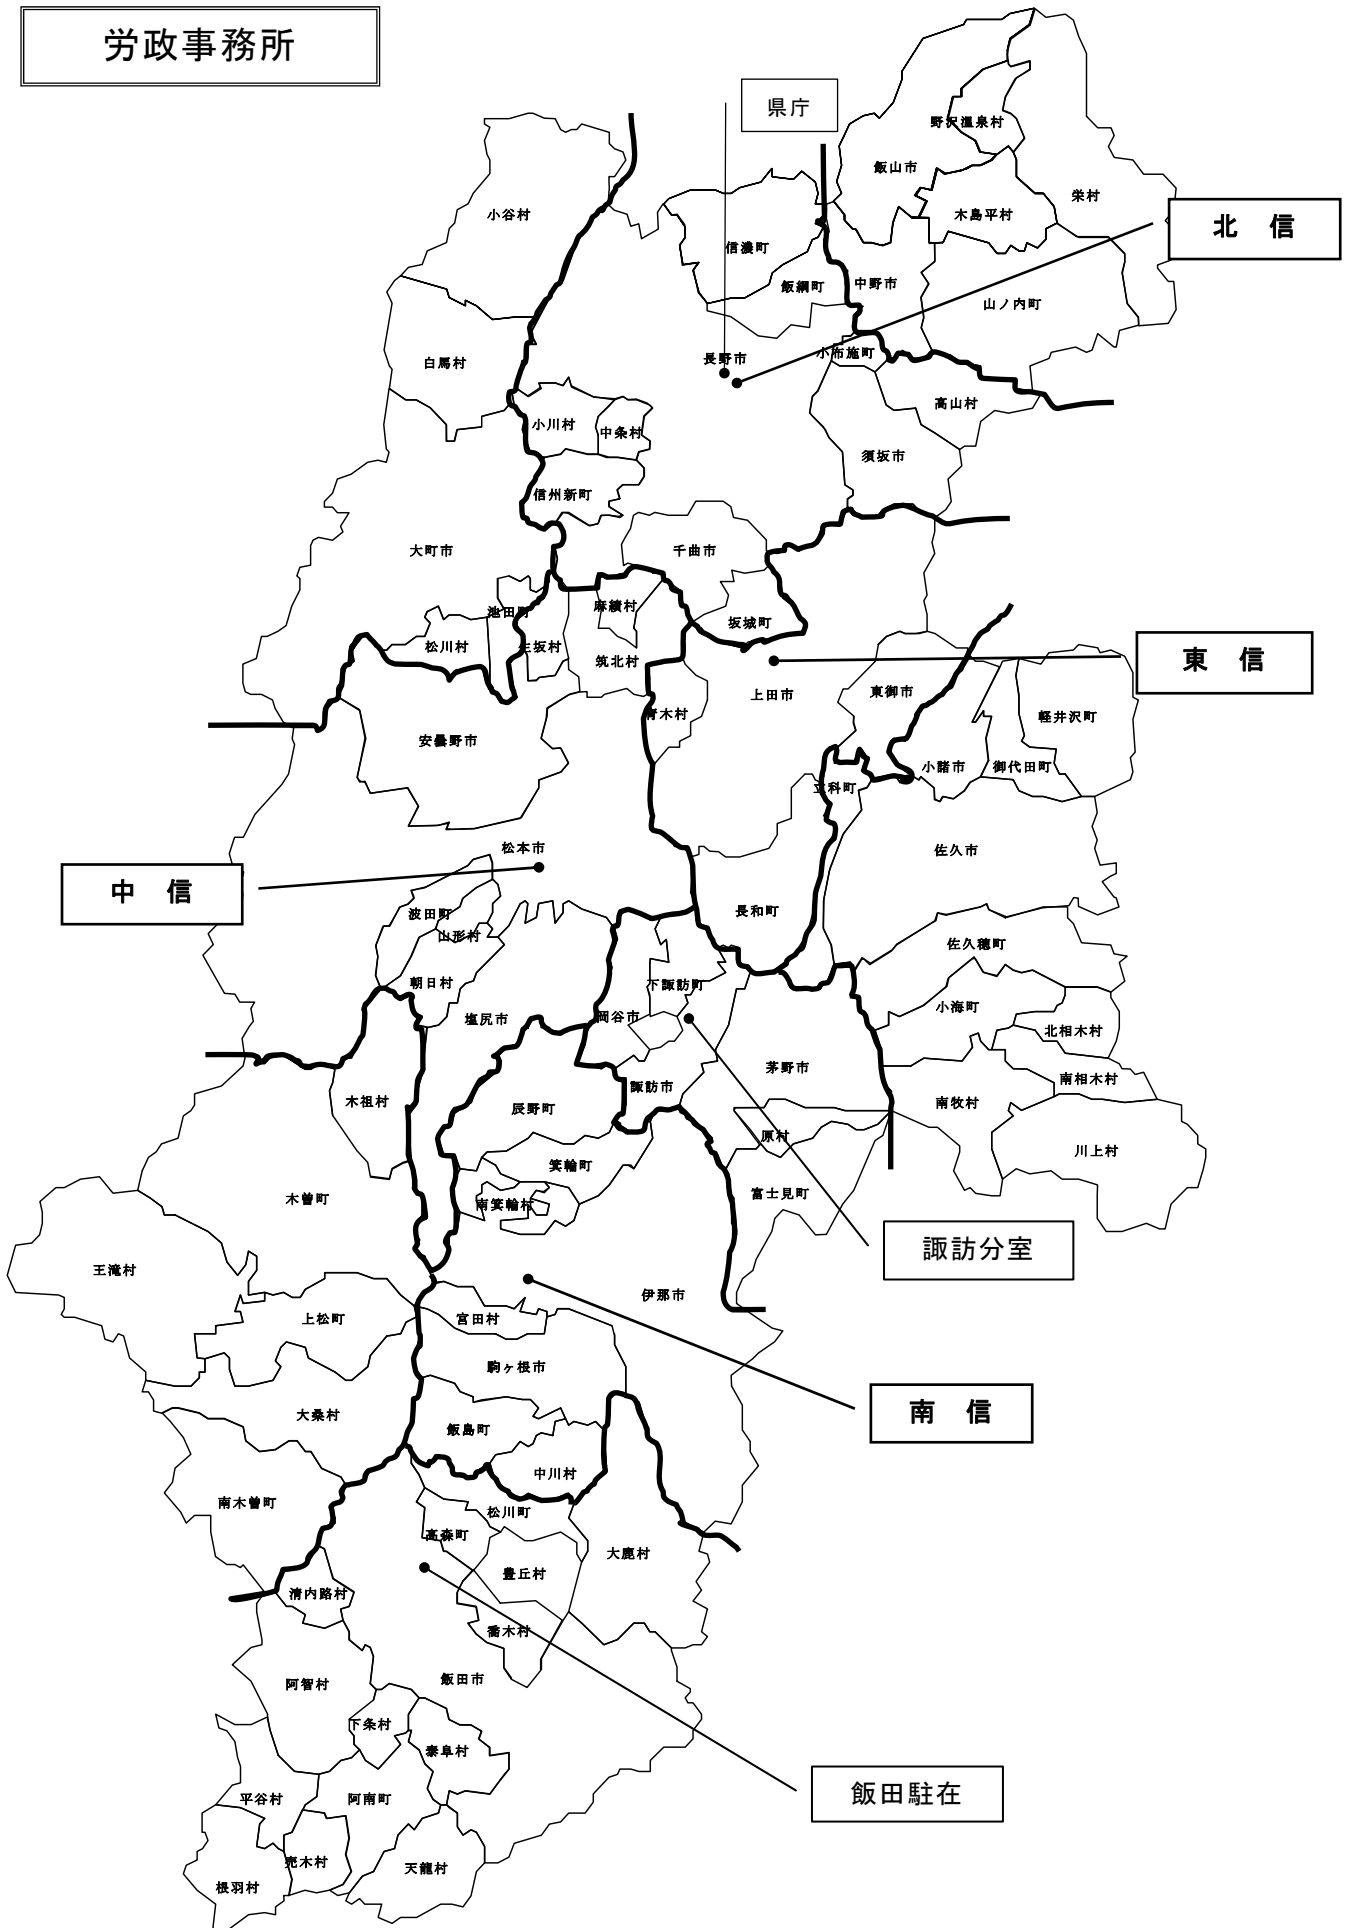 労政事務所
県庁
野沢温泉村
飯山市
栄村
小谷村
木島平村
北　信
信濃町
飯綱町
中野市
山ノ内町
白馬村
長野市
小布施町
高山村
小川村
中条村
須坂市
信州新町
大町市
千曲市
麻績村
池田町
坂城町
松川村
生坂村
筑北村
東　信
上田市
東御市
青木村
軽井沢町
安曇野市
小諸市
御代田町
立科町
松本市
佐久市
中　信
波田町
長和町
山形村
佐久穂町
朝日村
下諏訪町
小海町
塩尻市
岡谷市
北相木村
茅野市
諏訪市
南相木村
木祖村
辰野町
南牧村
原村
川上村
箕輪町
木曽町
富士見町
南箕輪村
諏訪分室
王滝村
伊那市
上松町
宮田村
駒ヶ根市
大桑村
南　信
飯島町
中川村
南木曽町
松川町
高森町
大鹿村
豊丘村
清内路村
喬木村
飯田市
阿智村
下条村
泰阜村
飯田駐在
平谷村
阿南町
売木村
天龍村
根羽村